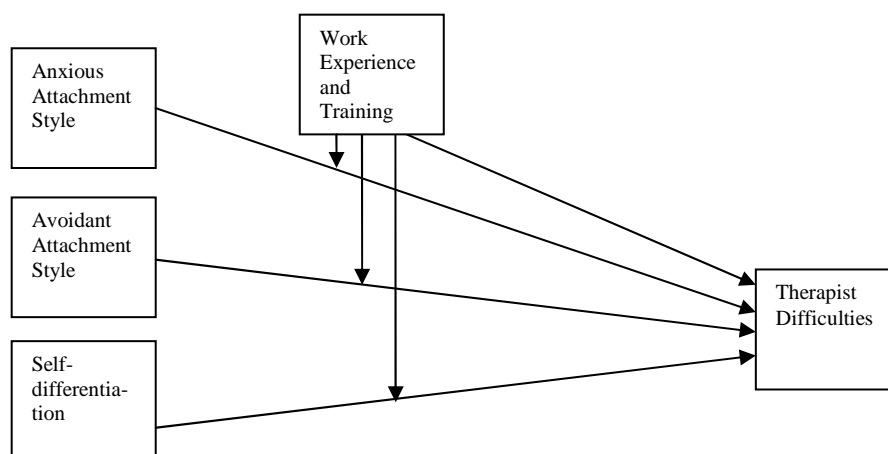 Work
Experience
and
Training
Anxious
Attachment
Style
Avoidant
Attachment
Style
Self-
differentia-
tion
Therapist
Difficulties